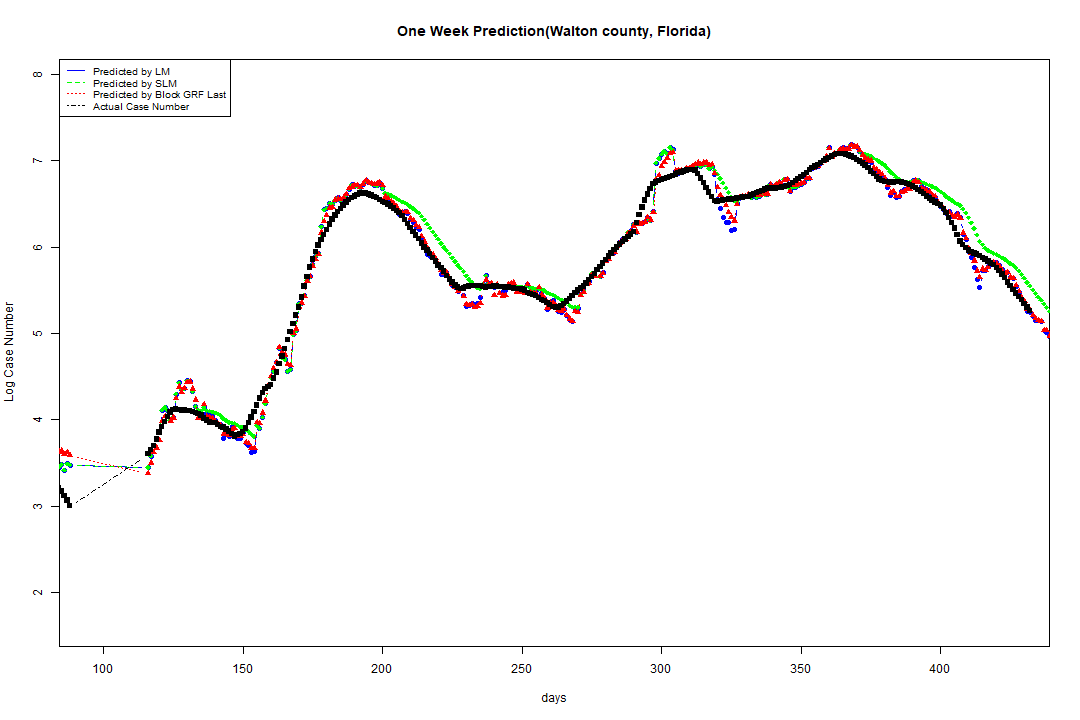 One Week Prediction(Walton county, Florida)
Predicted by LM
Predicted by SLM
Predicted by Block GRF Last
Actual Case Number
8
7
6
5
4
3
2
Log Case Number
100 150 200 250 300 350 400
days